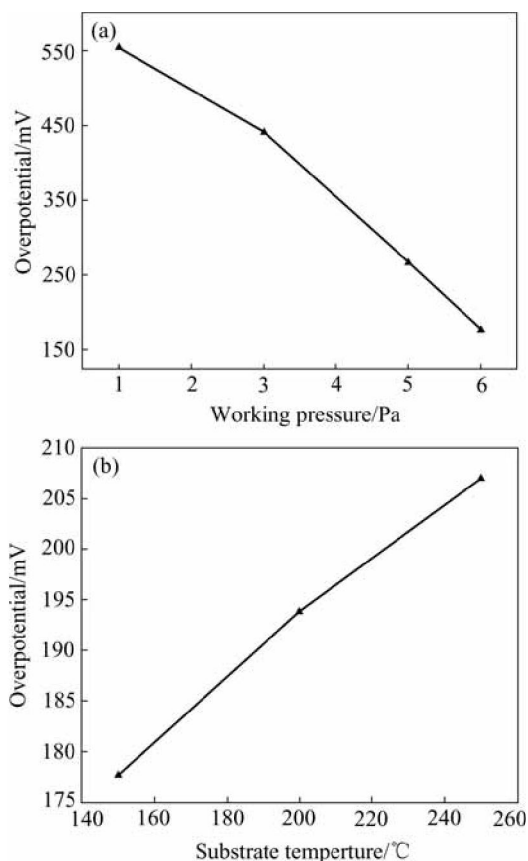 (a)
550
450
350
250
150
Overpotential/mV
1 2 3 4 5 6
Working pressure/Pa
(b)
210
205
200
195
190
185
180
175
Overpotential/mV
140 160 180 200 220 240 260
Substrate temperture/℃